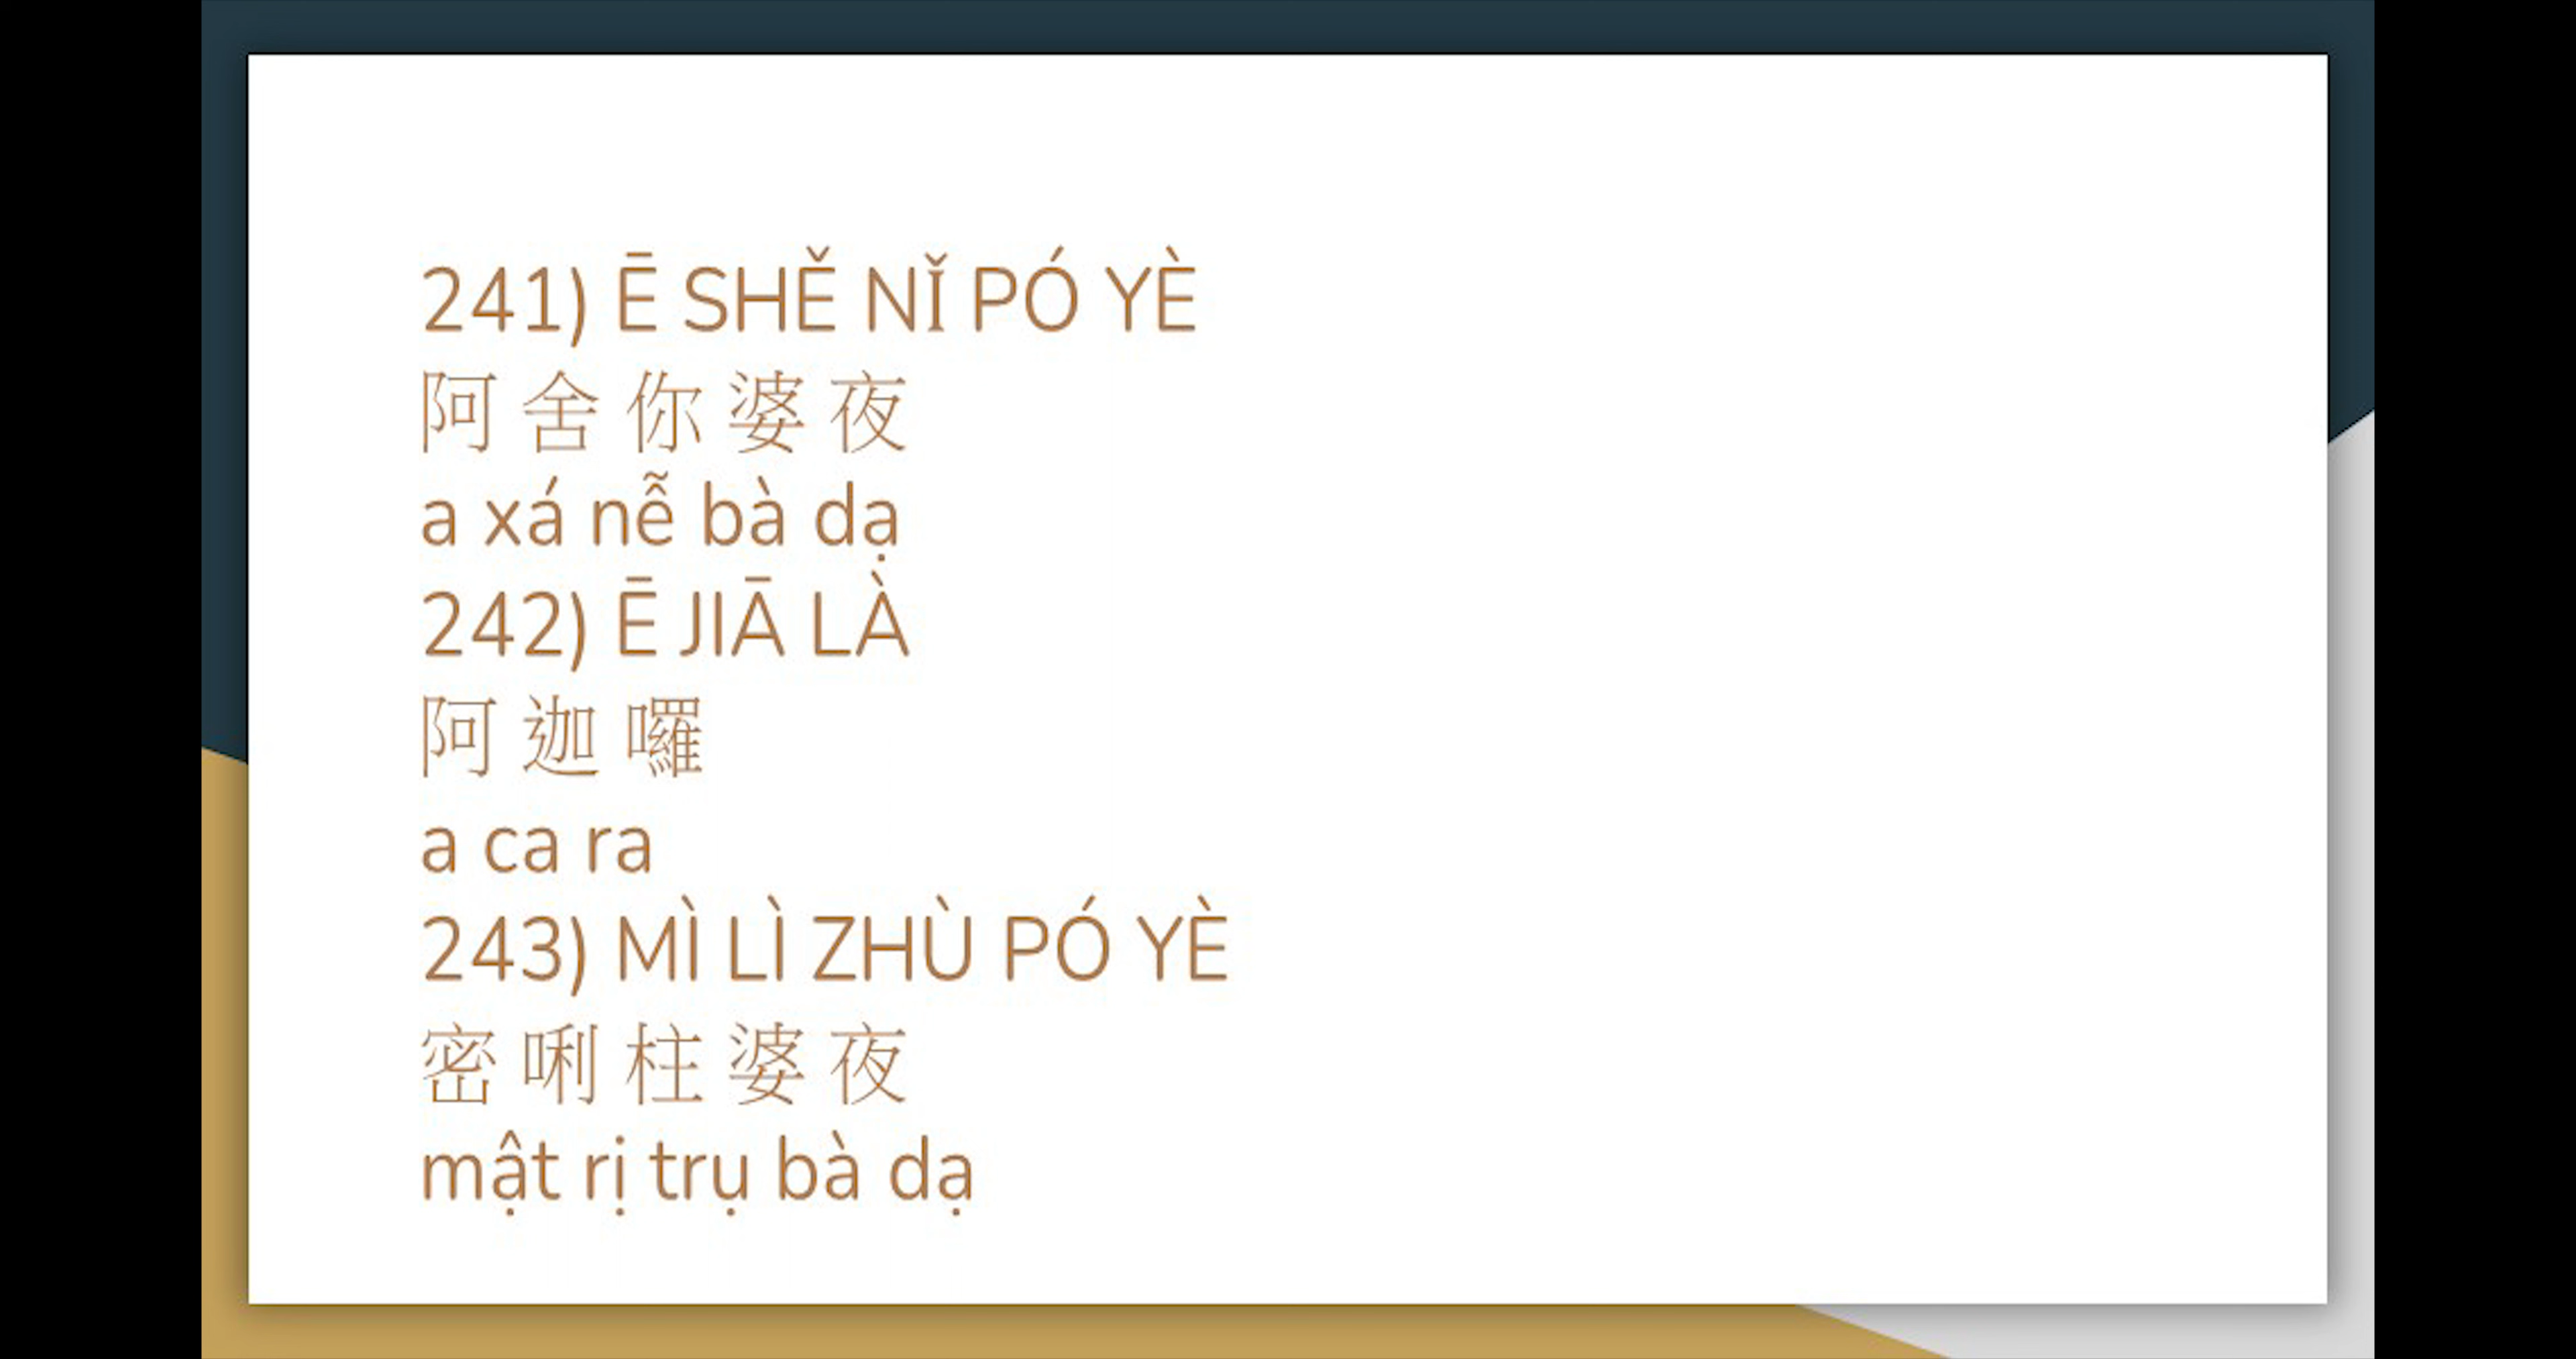 241) Ē SHĚ NǏ PÓ YÈ
阿 舍 你 婆 夜
a xá nễ bà dạ
242) Ē JIĀ LÀ
阿 迦 囉
a ca ra
243) MÌ LÌ ZHÙ PÓ YÈ
密 唎 柱 婆 夜
mật rị trụ bà dạ